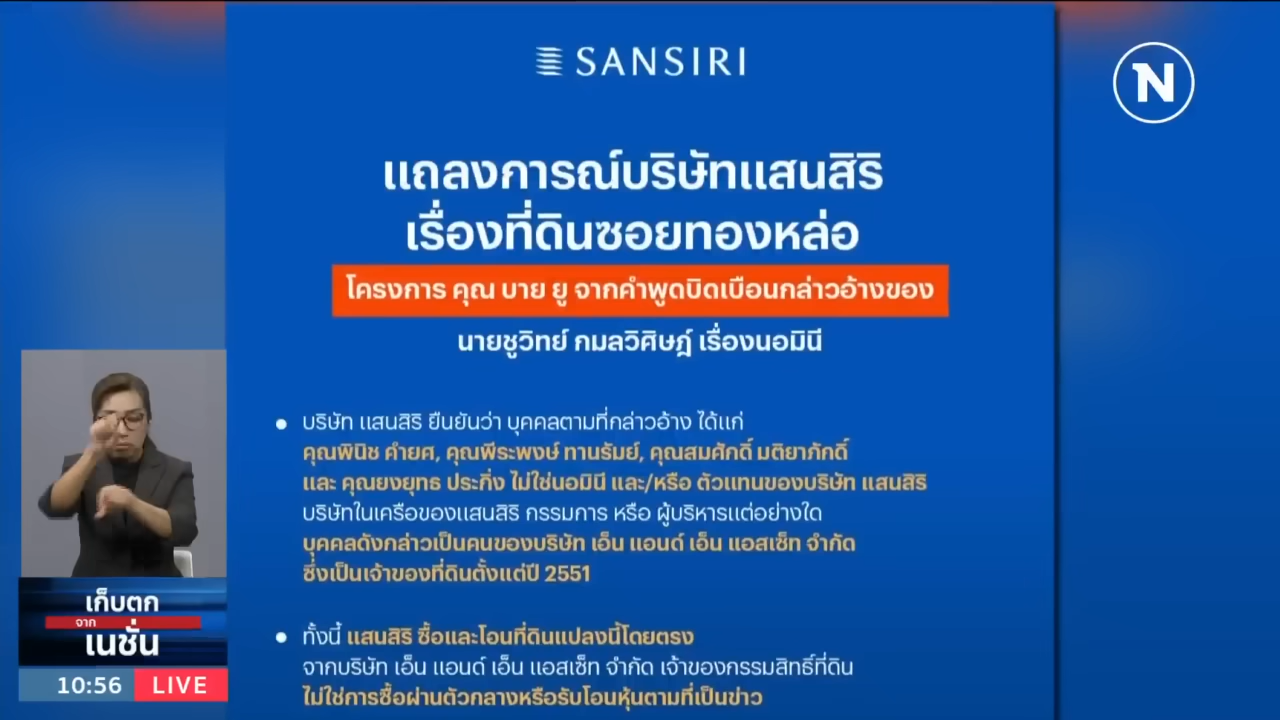 SANSIRI
N
แถลงการณ์บริษัทแสนสิริ
เรื่องที่ดินซอยทองหล่อ
โครงการ คุณ บาย ยู จากคำพูดบิดเบือนกล่าวอ้างของ
นายชูวิทย์ กมลวิศิษฎ์ เรื่องนอมินี
• บริษัท แสนสิริ ยืนยันว่า บุคคลตามที่กล่าวอ้าง ได้แก่
คุณพินิช คำยศ, คุณพีระพงษ์ ทานรัมย์, คุณสมศักดิ์ มติยาภักดิ์
และ คุณยงยุทธ ประกิ่ง ไม่ใช่นอมินี และ/หรือ ตัวแทนของบริษัท แสนสิริ
บริษัทในเครือของแสนสิริ กรรมการ หรือ ผู้บริหารแต่อย่างใด
บุคคลดังกล่าวเป็นคนของบริษัท เอ็น แอนด์ เอ็น แอสเซ็ท จำกัด
ซึ่งเป็นเจ้าของที่ดินตั้งแต่ปี 2551
• ทั้งนี้ แสนสิริ ซื้อและโอนที่ดินแปลงนี้โดยตรง
จากบริษัท เอ็น แอนด์ เอ็น แอสเซ็ท จำกัด เจ้าของกรรมสิทธิ์ที่ดิน
ไม่ใช่การซื้อผ่านตัวกลางหรือรับโอนหุ้นตามที่เป็นข่าว
เก็บตก
จาก
เนชั่น
10:56 LIVE